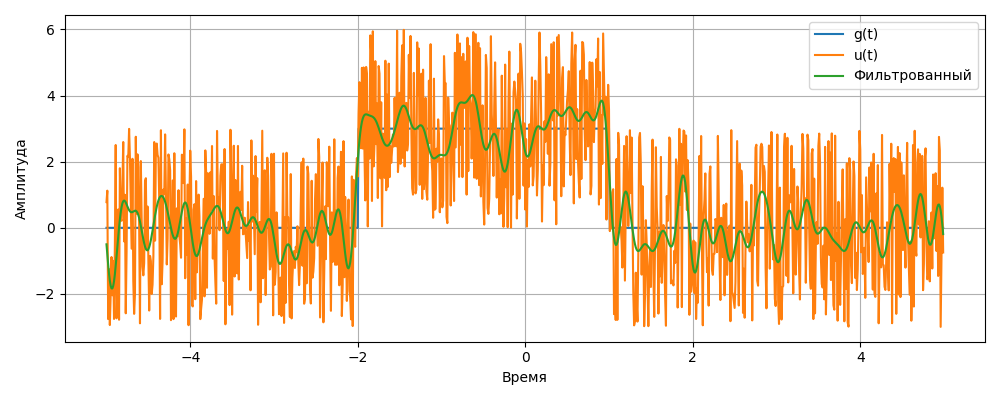 6
4
2
0
−2
−4
−2
0
2
4
Амплитуда
Время
g(t)
u(t)
Фильтрованный